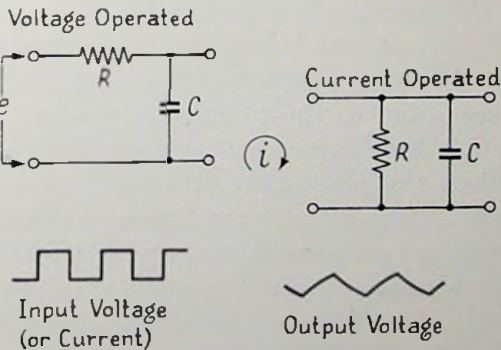 Voltage Operated
R
C
e
Current Operated
i
R
C
Input Voltage
(or Current)
Output Voltage